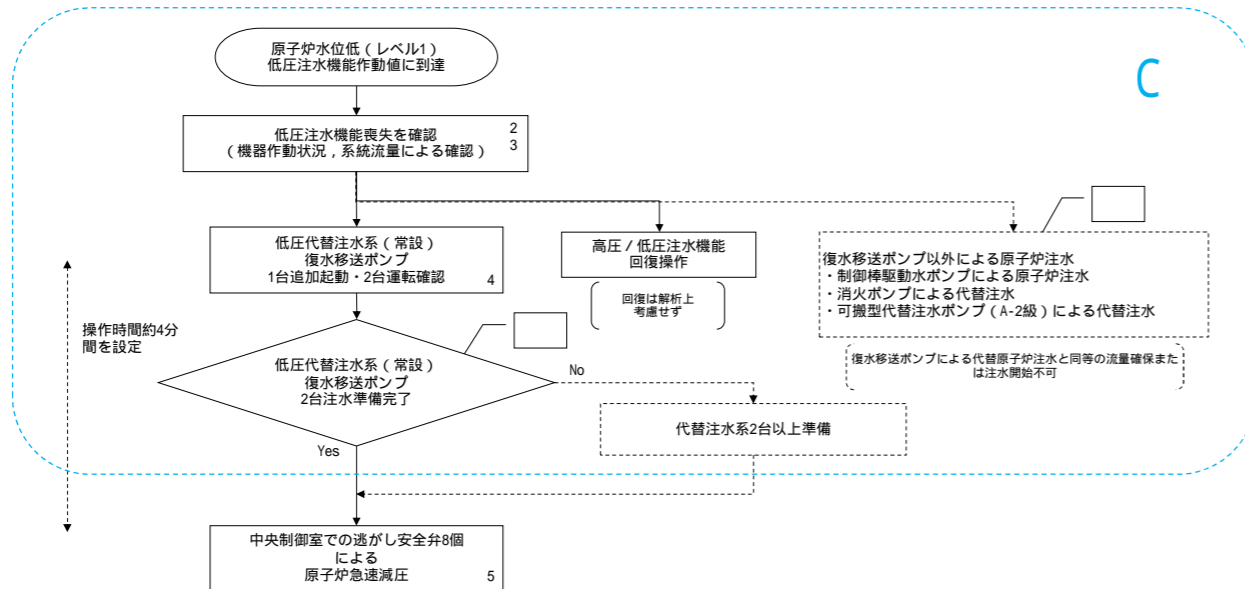 原子炉水位低（レベル1）
低圧注水機能作動値に到達
C
低圧注水機能喪失を確認
（機器作動状況，系統流量による確認）
2
3
低圧代替注水系（常設）
復水移送ポンプ
1台追加起動・2台運転確認
4
高圧/低圧注水機能
回復操作
回復は解析上
考慮せず
復水移送ポンプ以外による原子炉注水
・制御棒駆動水ポンプによる原子炉注水
・消火ポンプによる代替注水
・可搬型代替注水ポンプ（A-2級）による代替注水
復水移送ポンプによる代替原子炉注水と同等の流量確保また
は注水開始不可
操作時間約4分
間を設定
低圧代替注水系（常設）
復水移送ポンプ
2台注水準備完了
No
Yes
代替注水系2台以上準備
中央制御室での逃がし安全弁8個
による
原子炉急速減圧
5